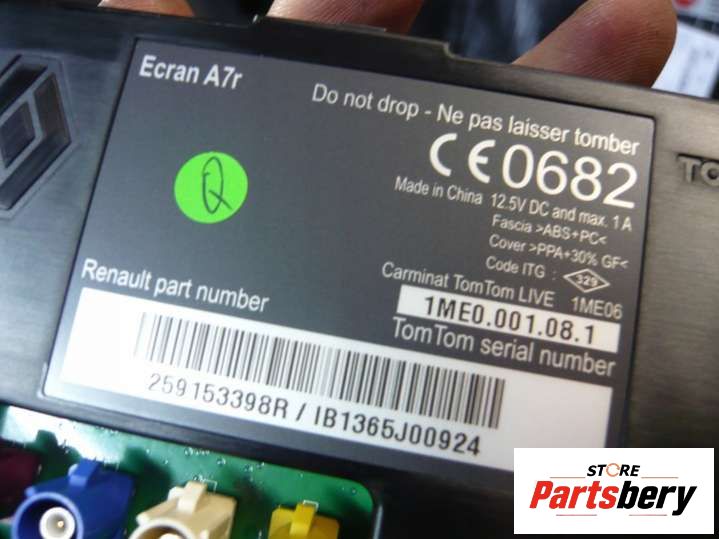 Ecran A7r
Do not drop - Ne pas laisser tomber
CE0682
Made in China 12.5V DC and max. 1 A
Fascia >ABS+PC<
Cover >PPA+30% GF<
Code ITG : 329
Carminat TomTom LIVE 1ME06
1ME0.001.08.1
Renault part number
TomTom serial number
259153398R / IB1365J00924
TO
Q
STORE
Partsbery